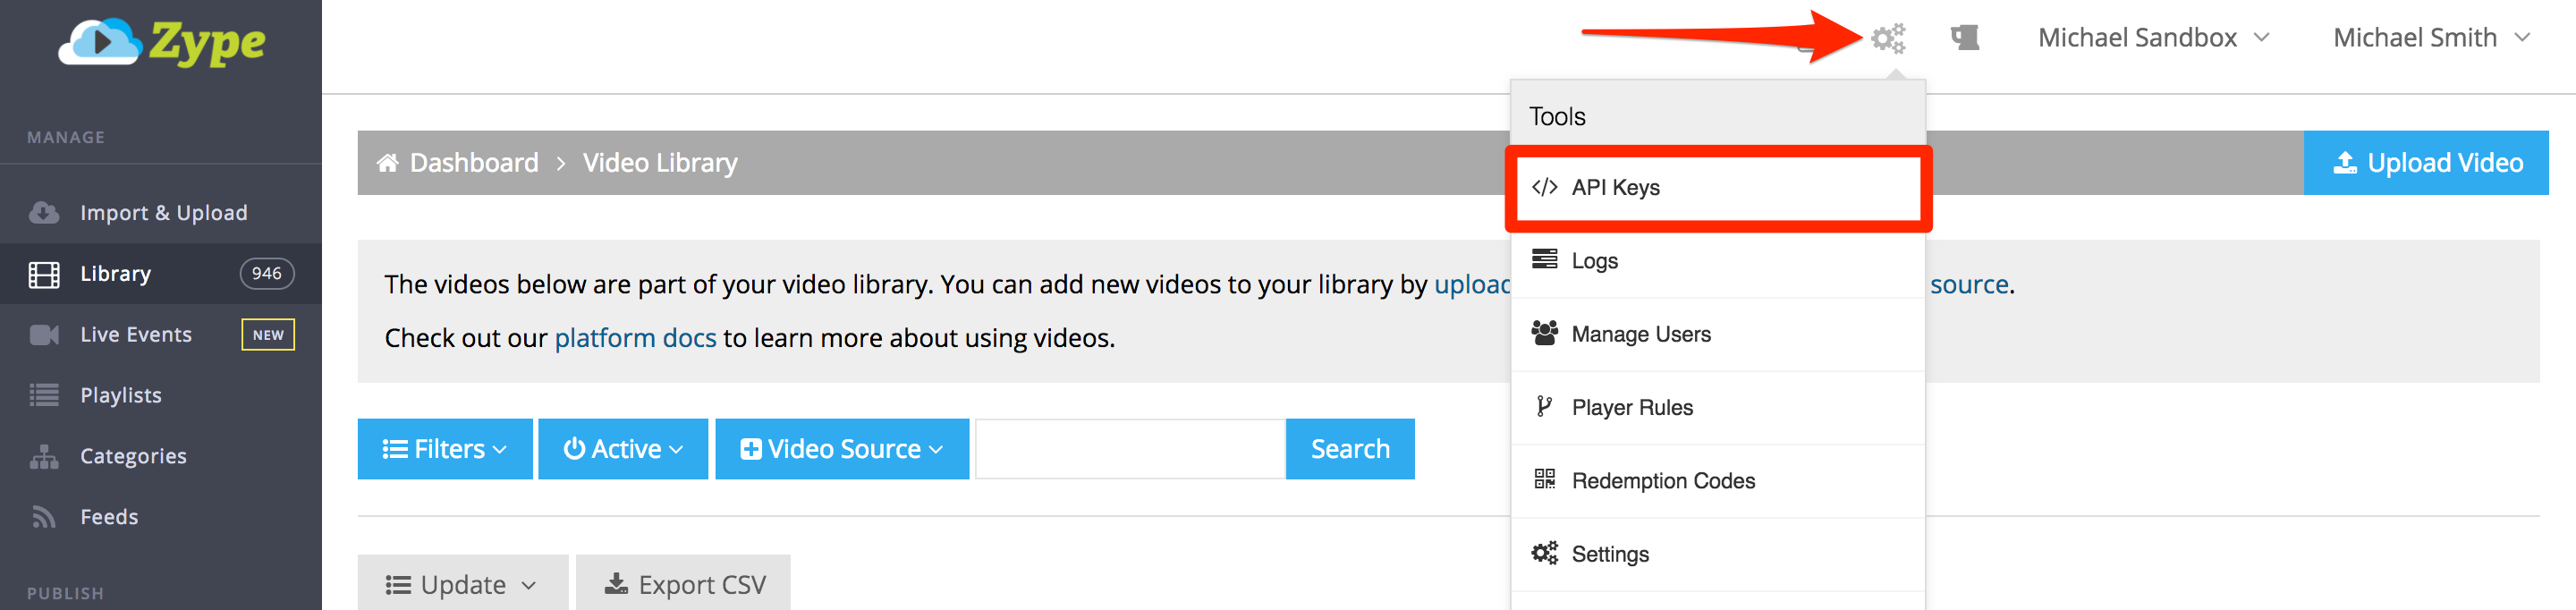 Zype
Michael Sandbox
Michael Smith
MANAGE
Import & Upload
Library 946
Live Events NEW
Playlists
Categories
Feeds
PUBLISH
Dashboard > Video Library
Upload Video
The videos below are part of your video library. You can add new videos to your library by source.
Check out our platform docs to learn more about using videos.
Filters
Active
Video Source
Search
Update
Export CSV
Tools
</> API Keys
Logs
Manage Users
Player Rules
Redemption Codes
Settings